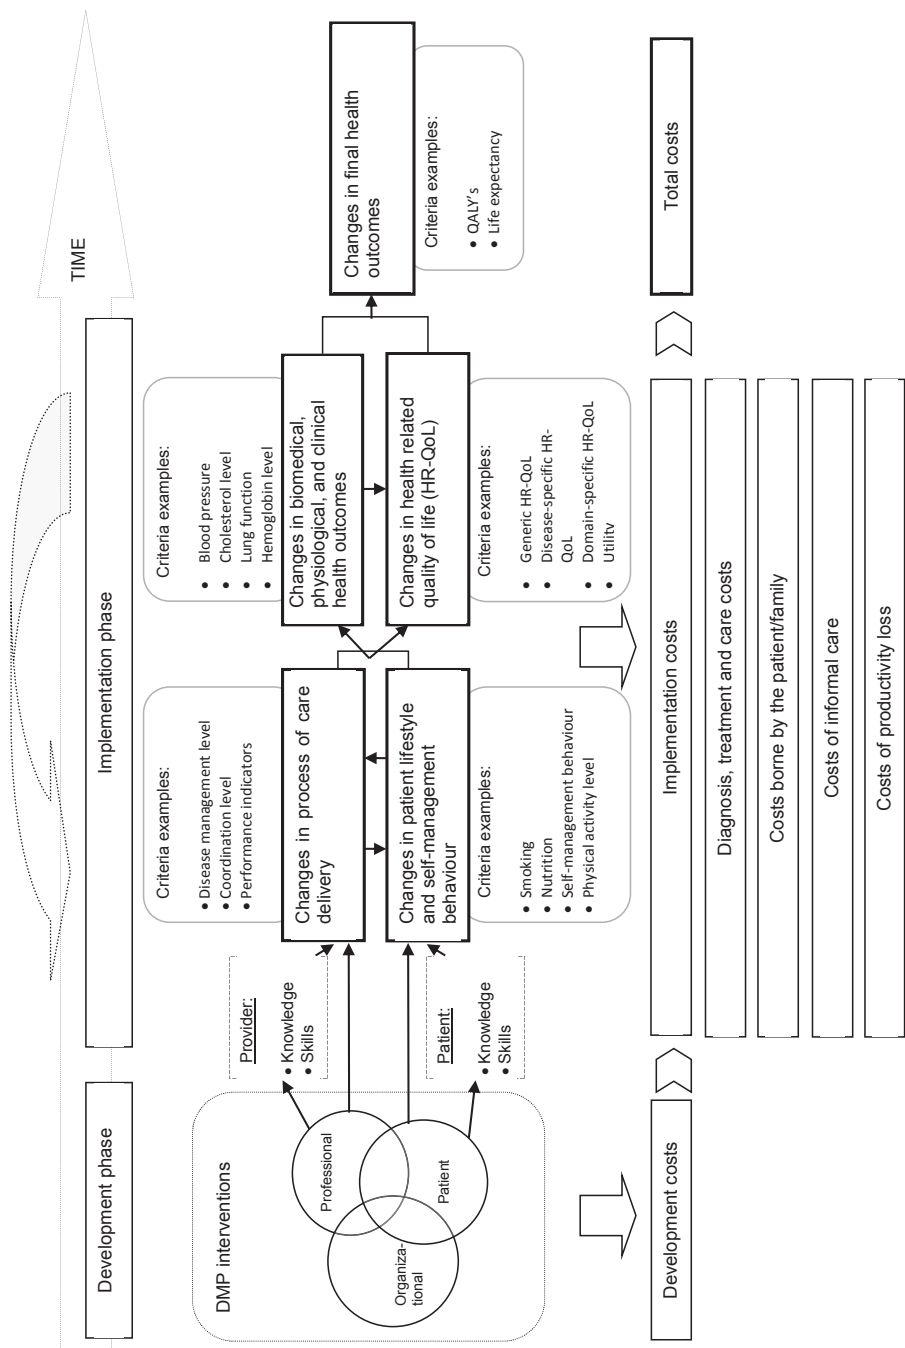 TIME
Development phase
Implementation phase
DMP interventions
Professional
Organiza-
tional
Patient
Provider:
• Knowledge
• Skills
Patient:
• Knowledge
• Skills
Criteria examples:
• Disease management level
• Coordination level
• Performance indicators
Changes in process of care
delivery
Changes in patient lifestyle
and self-management
behaviour
Criteria examples:
• Smoking
• Nutrition
• Self-management behaviour
• Physical activity level
Criteria examples:
• Blood pressure
• Cholesterol level
• Lung function
• Hemoglobin level
Changes in biomedical,
physiological, and clinical
health outcomes
Changes in health related
quality of life (HR-QoL)
Criteria examples:
• Generic HR-QoL
• Disease-specific HR-
QoL
• Domain-specific HR-QoL
• Utility
Changes in final health
outcomes
Criteria examples:
• QALY's
• Life expectancy
Development costs
Implementation costs
Total costs
Diagnosis, treatment and care costs
Costs borne by the patient/family
Costs of informal care
Costs of productivity loss